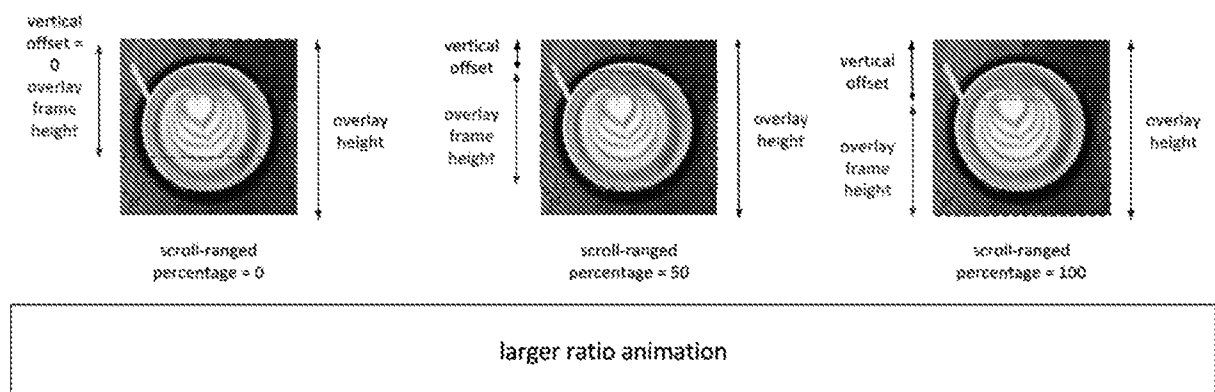 vertical
offset =
0
overlay
frame
height
overlay
height
scroll-ranged
percentage = 0
vertical
offset
overlay
frame
height
overlay
height
scroll-ranged
percentage = 50
vertical
offset
overlay
frame
height
overlay
height
scroll-ranged
percentage = 100
larger ratio animation